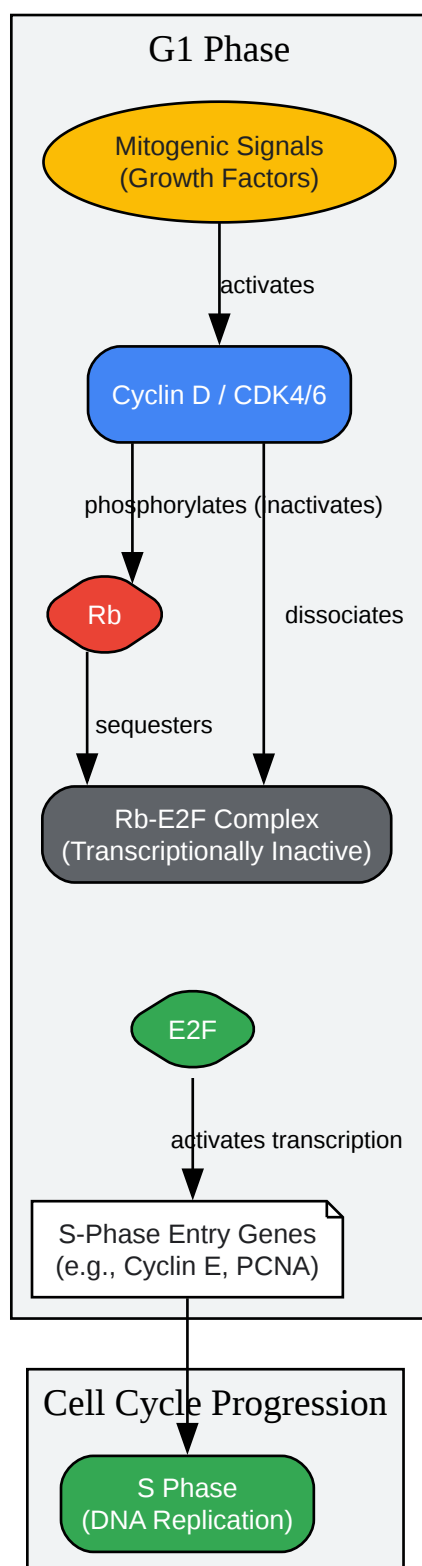 G1 Phase
Mitogenic Signals
(Growth Factors)
activates
Cyclin D / CDK4/6
phosphorylates (inactivates)
Rb
dissociates
sequesters
Rb-E2F Complex
(Transcriptionally Inactive)
E2F
activates transcription
S-Phase Entry Genes
(e.g., Cyclin E, PCNA)
Cell Cycle Progression
S Phase
(DNA Replication)